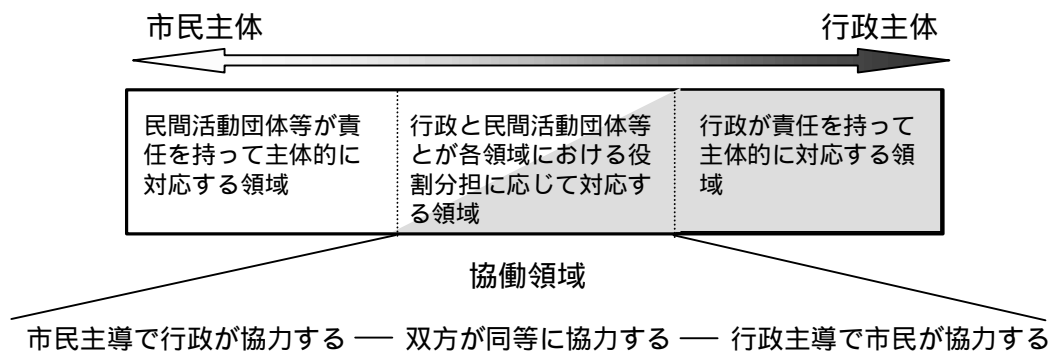 市民主体
行政主体
民間活動団体等が責
任を持って主体的に
対応する領域
行政と民間活動団体等
とが各領域における役
割分担に応じて対応す
る領域
行政が責任を持って
主体的に対応する領
域
協働領域
市民主導で行政が協力する ― 双方が同等に協力する ― 行政主導で市民が協力する